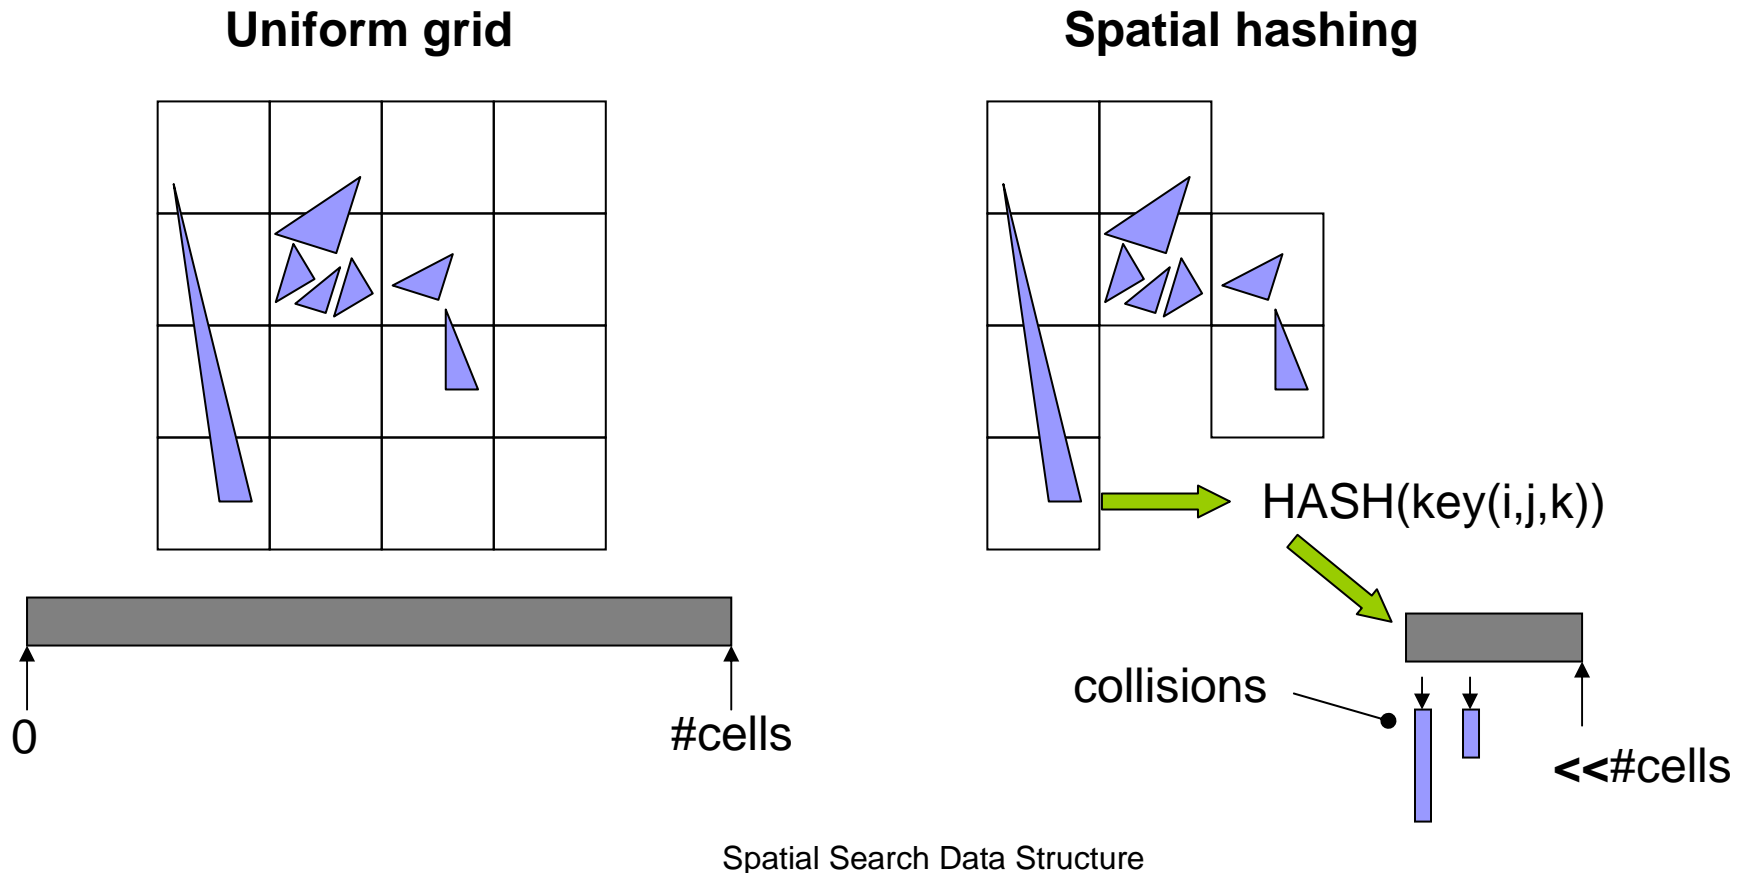 Uniform grid
Spatial hashing
HASH(key(i,j,k))
collisions
0
#cells
<<#cells
Spatial Search Data Structure